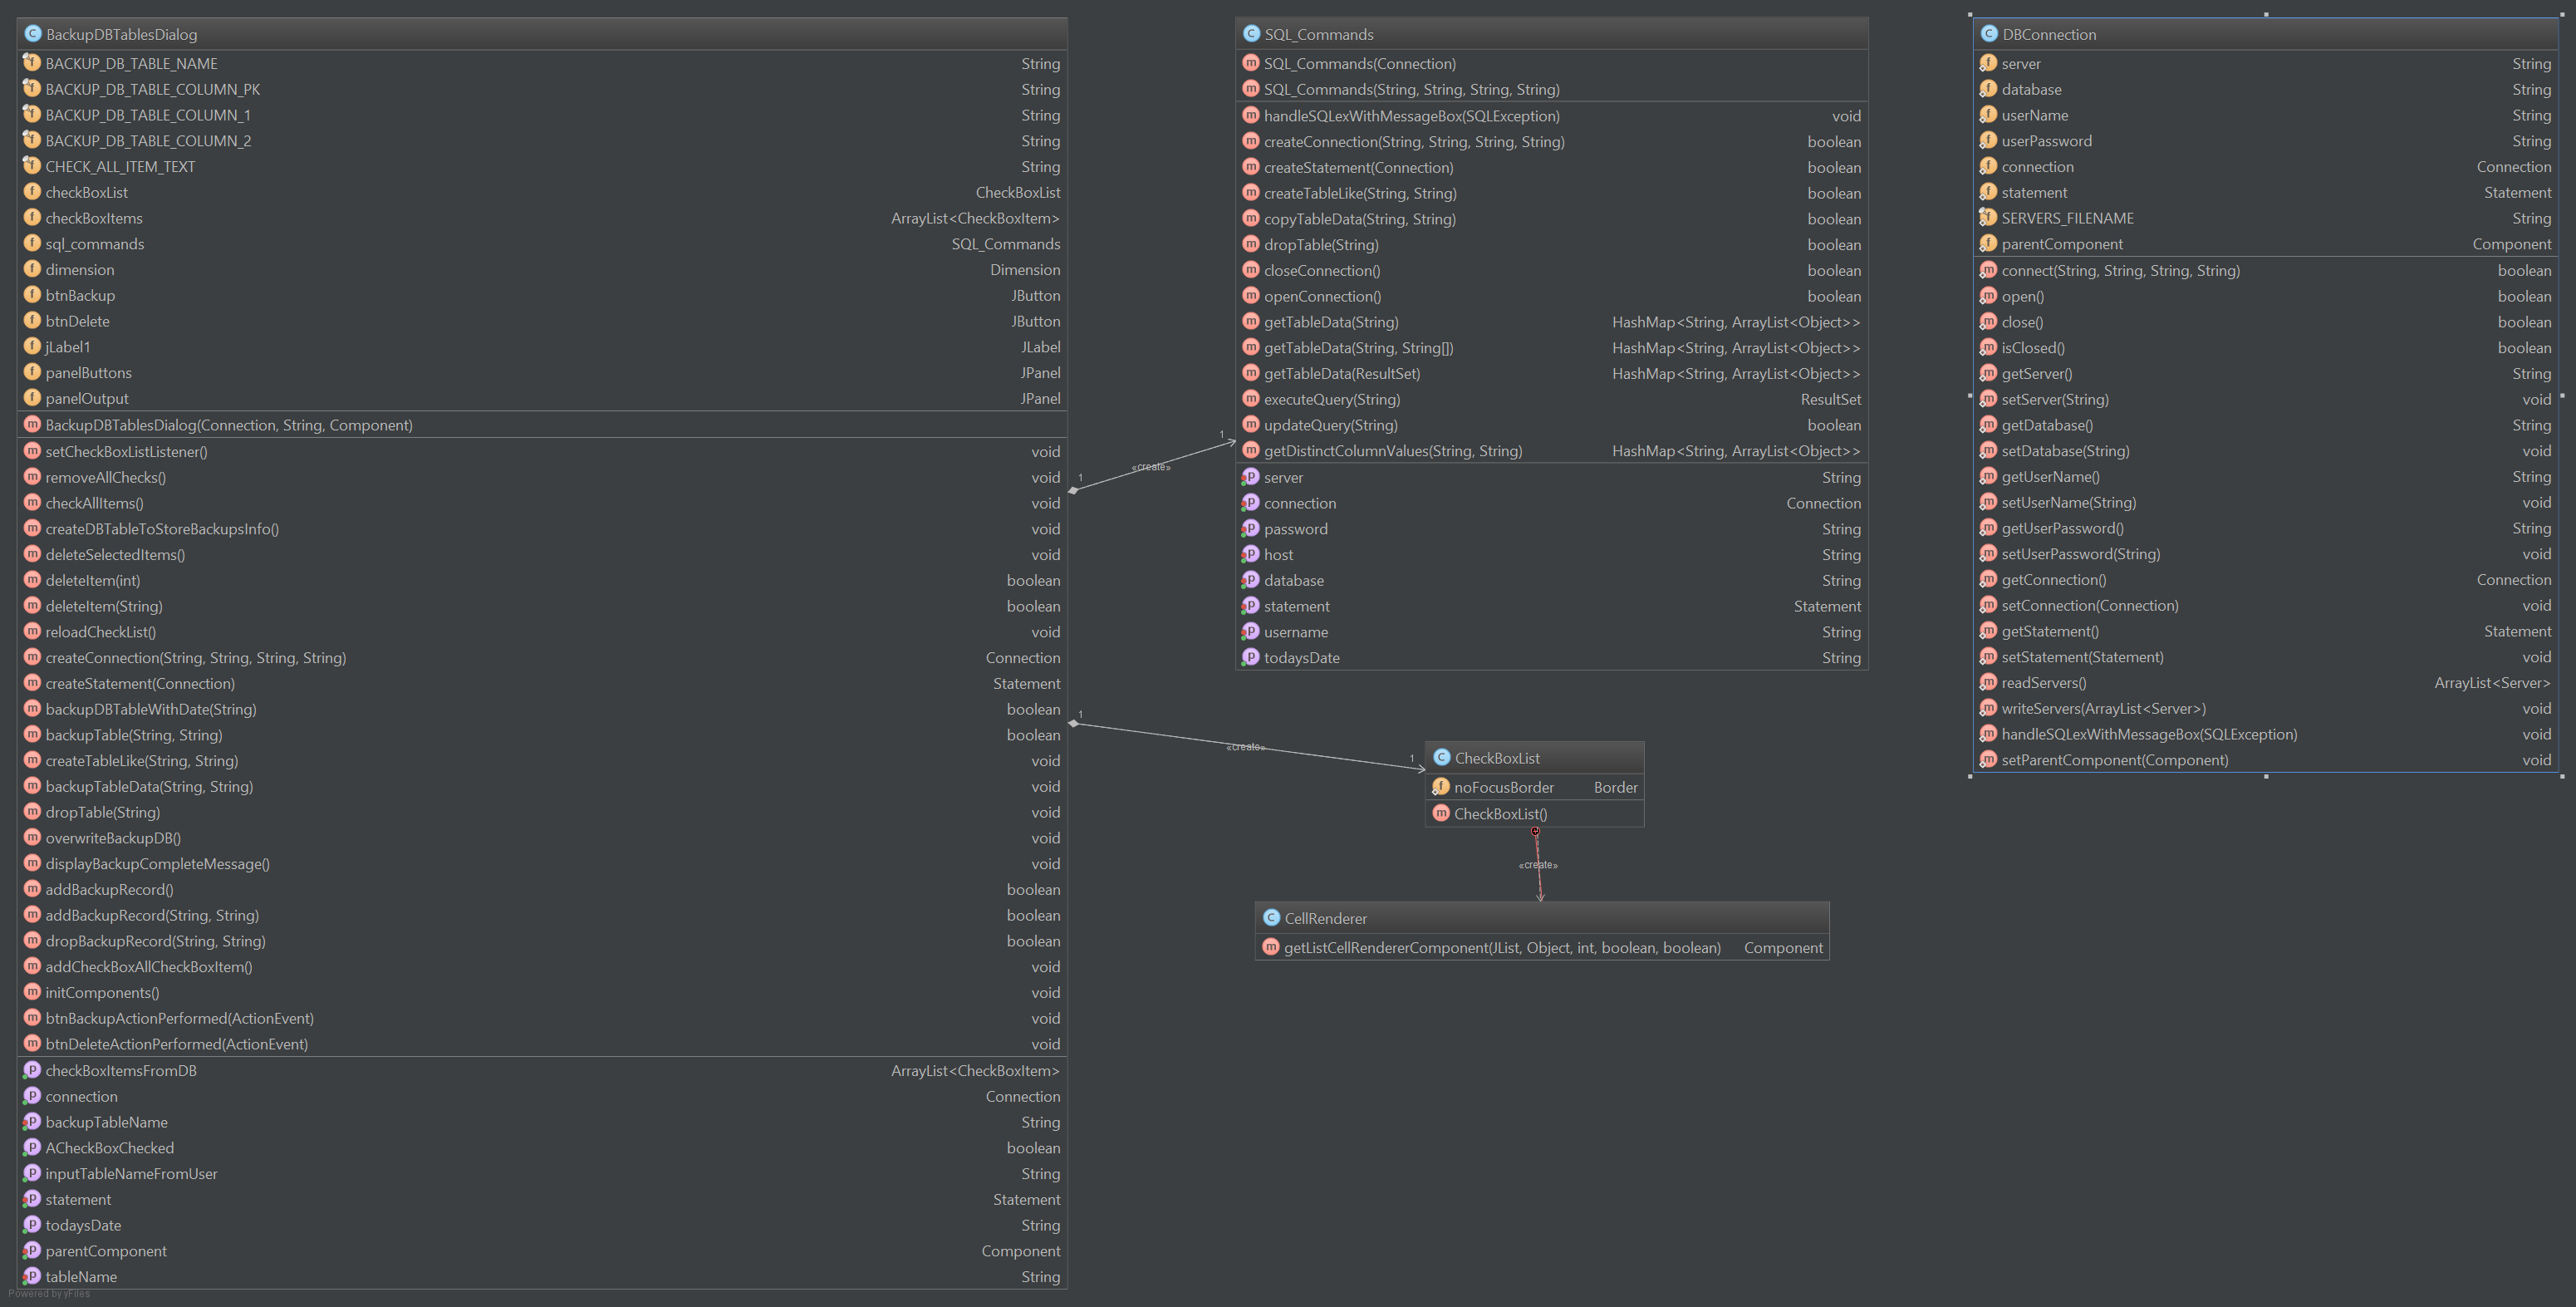 BackupDBTablesDialog
BACKUP_DB_TABLE_NAME String
BACKUP_DB_TABLE_COLUMN_PK String
BACKUP_DB_TABLE_COLUMN_1 String
BACKUP_DB_TABLE_COLUMN_2 String
CHECK_ALL_ITEM_TEXT String
checkBoxList CheckBoxList
checkBoxItems ArrayList<CheckBoxItem>
sql_commands SQL_Commands
dimension Dimension
btnBackup JButton
btnDelete JButton
jLabel1 JLabel
panelButtons JPanel
panelOutput JPanel
BackupDBTablesDialog(Connection, String, Component)
setCheckBoxListListener() void
removeAllChecks() void
checkAllItems() void
createDBTableToStoreBackupsInfo() void
deleteSelectedItems() void
deleteItem(int) boolean
deleteItem(String) boolean
reloadCheckList() void
createConnection(String, String, String, String) Connection
createStatement(Connection) Statement
backupDBTableWithDate(String) boolean
backupTable(String, String) boolean
createTableLike(String, String) void
backupTableData(String, String) void
dropTable(String) void
overwriteBackupDB() void
displayBackupCompleteMessage() void
addBackupRecord() boolean
addBackupRecord(String, String) boolean
dropBackupRecord(String, String) boolean
addCheckBoxAllCheckBoxItem() void
initComponents() void
btnBackupActionPerformed(ActionEvent) void
btnDeleteActionPerformed(ActionEvent) void
checkBoxItemsFromDB ArrayList<CheckBoxItem>
connection Connection
backupTableName String
ACheckBoxChecked boolean
inputTableNameFromUser String
statement Statement
todaysDate String
parentComponent Component
tableName String
Powered by yFiles
1
«create»
1
1
«create»
1
SQL_Commands
SQL_Commands(Connection)
SQL_Commands(String, String, String, String)
handleSQLexWithMessageBox(SQLException) void
createConnection(String, String, String, String) boolean
createStatement(Connection) boolean
createTableLike(String, String) boolean
copyTableData(String, String) boolean
dropTable(String) boolean
closeConnection() boolean
openConnection() boolean
getTableData(String) HashMap<String, ArrayList<Object>>
getTableData(String, String[]) HashMap<String, ArrayList<Object>>
getTableData(ResultSet) HashMap<String, ArrayList<Object>>
executeQuery(String) ResultSet
updateQuery(String) boolean
getDistinctColumnValues(String, String) HashMap<String, ArrayList<Object>>
server String
connection Connection
password String
host String
database String
statement Statement
username String
todaysDate String
CheckBoxList
noFocusBorder Border
CheckBoxList()
«create»
CellRenderer
getListCellRendererComponent(JList, Object, int, boolean, boolean) Component
DBConnection
server String
database String
userName String
userPassword String
connection Connection
statement Statement
SERVERS_FILENAME String
parentComponent Component
connect(String, String, String, String) boolean
open() boolean
close() boolean
isClosed() boolean
getServer() String
setServer(String) void
getDatabase() String
setDatabase(String) void
getUserName() String
setUserName(String) void
getUserPassword() String
setUserPassword(String) void
getConnection() Connection
setConnection(Connection) void
getStatement() Statement
setStatement(Statement) void
readServers() ArrayList<Server>
writeServers(ArrayList<Server>) void
handleSQLexWithMessageBox(SQLException) void
setParentComponent(Component) void